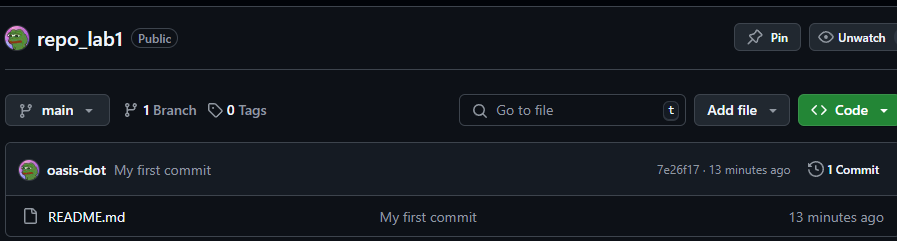 repo_lab1 Public Pin Unwatch
main 1 Branch 0 Tags Go to file t Add file <> Code
oasis-dot My first commit 7e26f17 · 13 minutes ago 1 Commit
README.md My first commit 13 minutes ago